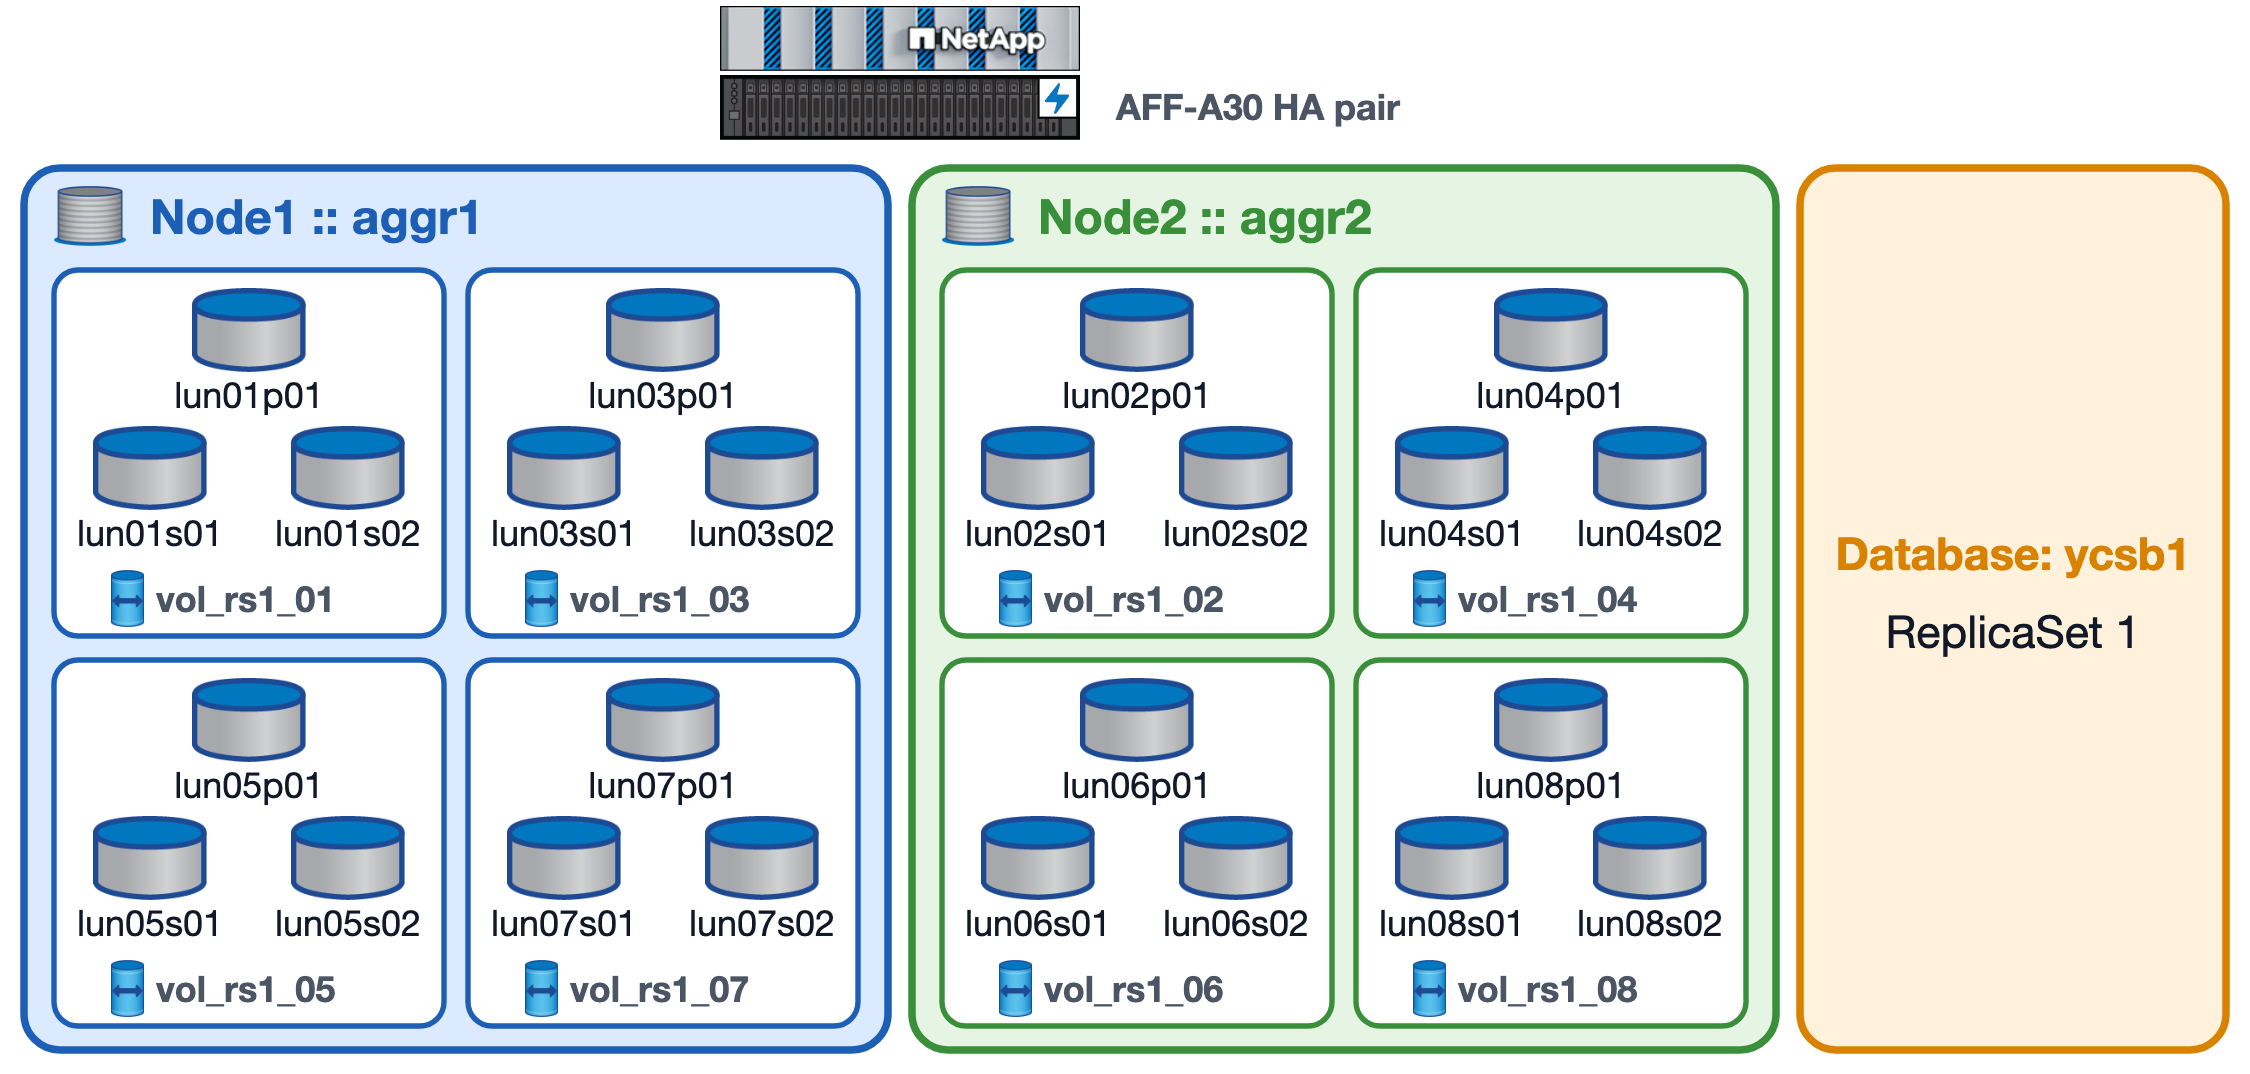 NetApp
AFF-A30 HA pair
Node1 :: aggr1
lun01p01
lun01s01 lun01s02
vol_rs1_01
lun03p01
lun03s01 lun03s02
vol_rs1_03
lun05p01
lun05s01 lun05s02
vol_rs1_05
lun07p01
lun07s01 lun07s02
vol_rs1_07
Node2 :: aggr2
lun02p01
lun02s01 lun02s02
vol_rs1_02
lun04p01
lun04s01 lun04s02
vol_rs1_04
lun06p01
lun06s01 lun06s02
vol_rs1_06
lun08p01
lun08s01 lun08s02
vol_rs1_08
Database: ycsb1
ReplicaSet 1